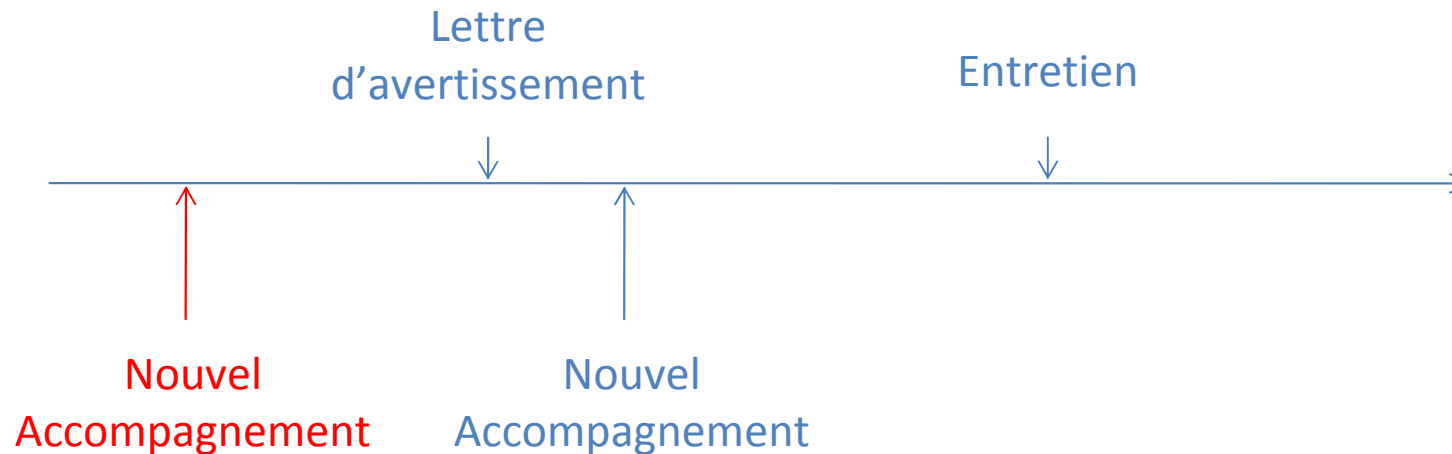 Lettre
d’avertissement
Entretien
Nouvel
Accompagnement
Nouvel
Accompagnement